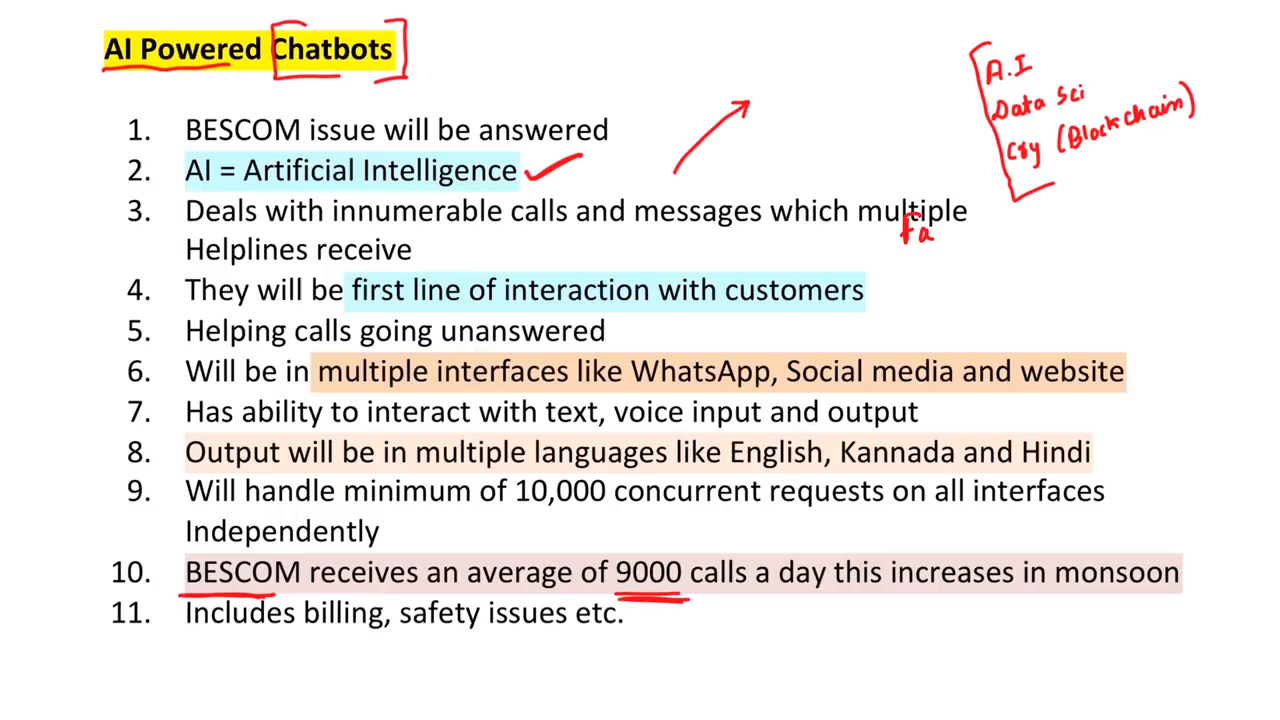 AI Powered Chatbots
A.I
Data Sci
Cry (Blockchain)
1. BESCOM issue will be answered
2. AI = Artificial Intelligence
3. Deals with innumerable calls and messages which multiple
Fa
Helplines receive
4. They will be first line of interaction with customers
5. Helping calls going unanswered
6. Will be in multiple interfaces like WhatsApp, Social media and website
7. Has ability to interact with text, voice input and output
8. Output will be in multiple languages like English, Kannada and Hindi
9. Will handle minimum of 10,000 concurrent requests on all interfaces
Independently
10. BESCOM receives an average of 9000 calls a day this increases in monsoon
11. Includes billing, safety issues etc.